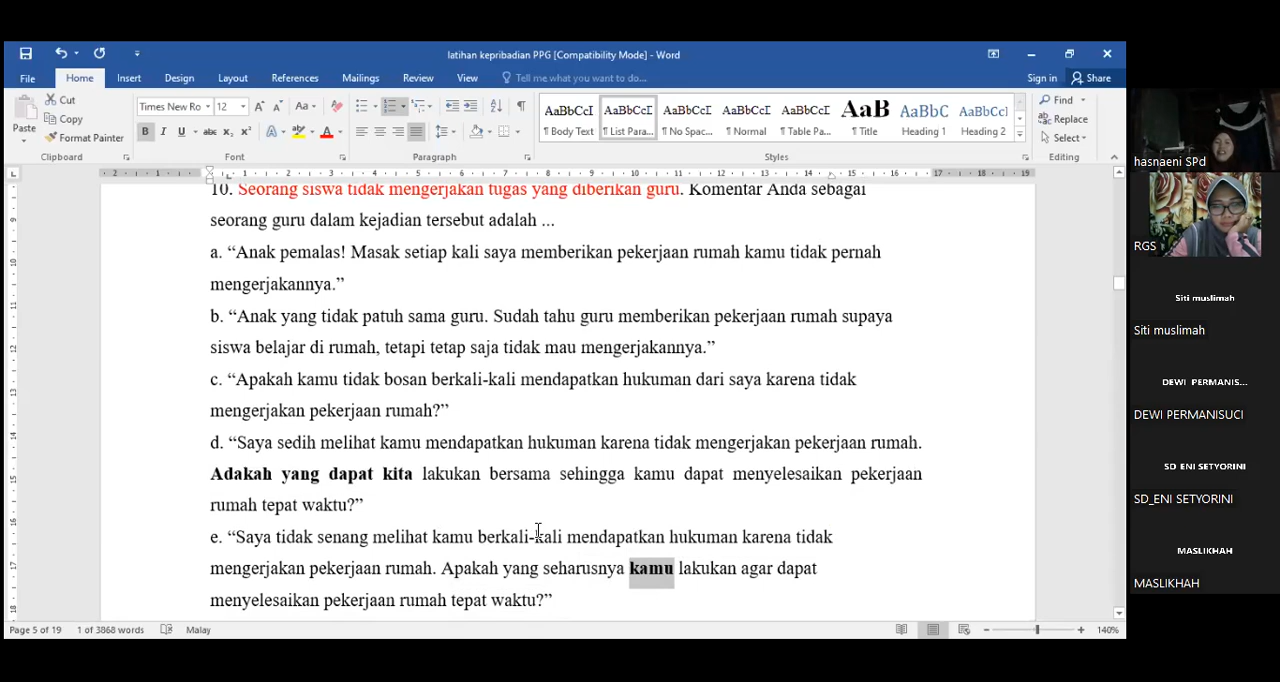 latihan kepribadian PPG [Compatibility Mode] - Word
File Home Insert Design Layout References Mailings Review View Tell me what you want to do... Sign in Share
Paste Cut Copy Format Painter Clipboard
Times New Ro 12 Aa
B I U abc x₂ x² A A Font
Paragraph
AaBbCcI ¶ Body Text
AaBbCcI ¶ List Para...
AaBbCcI ¶ No Spac...
AaBbCcI ¶ Normal
AaBbCcI ¶ Table Pa...
AaB ¶ Title
AaBbC Heading 1
AaBbCc Heading 2
Styles
Find Replace Select Editing
10. Seorang siswa tidak mengerjakan tugas yang diberikan guru. Komentar Anda sebagai
seorang guru dalam kejadian tersebut adalah ...
a. “Anak pemalas! Masak setiap kali saya memberikan pekerjaan rumah kamu tidak pernah
mengerjakannya.”
b. “Anak yang tidak patuh sama guru. Sudah tahu guru memberikan pekerjaan rumah supaya
siswa belajar di rumah, tetapi tetap saja tidak mau mengerjakannya.”
c. “Apakah kamu tidak bosan berkali-kali mendapatkan hukuman dari saya karena tidak
mengerjakan pekerjaan rumah?”
d. “Saya sedih melihat kamu mendapatkan hukuman karena tidak mengerjakan pekerjaan rumah.
Adakah yang dapat kita lakukan bersama sehingga kamu dapat menyelesaikan pekerjaan
rumah tepat waktu?”
e. “Saya tidak senang melihat kamu berkali-kali mendapatkan hukuman karena tidak
mengerjakan pekerjaan rumah. Apakah yang seharusnya kamu lakukan agar dapat
menyelesaikan pekerjaan rumah tepat waktu?”
Page 5 of 19 1 of 3868 words Malay 140%
hasnaeni SPd
RGS
Siti muslimah
Siti muslimah
DEWI PERMANIS...
DEWI PERMANISUCI
SD ENI SETYORINI
SD_ENI SETYORINI
MASLIKHAH
MASLIKHAH